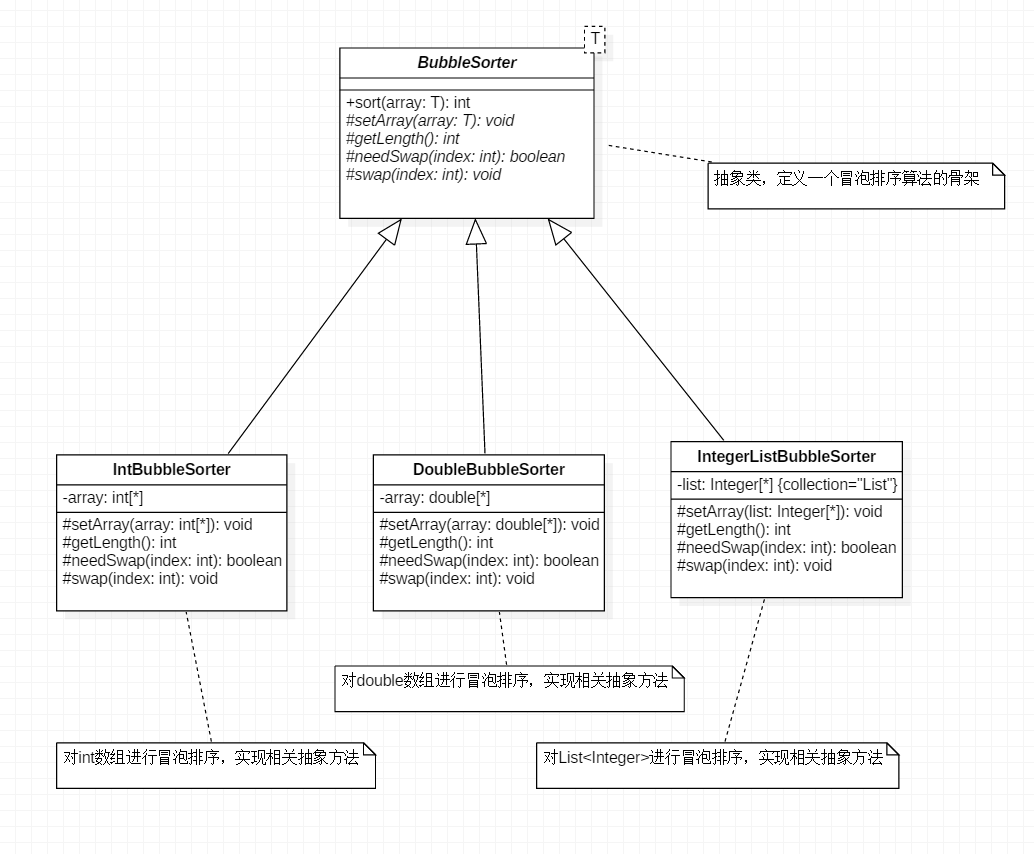 T
BubbleSorter
+sort(array: T): int
#setArray(array: T): void
#getLength(): int
#needSwap(index: int): boolean
#swap(index: int): void
抽象类，定义一个冒泡排序算法的骨架
IntBubbleSorter
-array: int[*]
#setArray(array: int[*]): void
#getLength(): int
#needSwap(index: int): boolean
#swap(index: int): void
DoubleBubbleSorter
-array: double[*]
#setArray(array: double[*]): void
#getLength(): int
#needSwap(index: int): boolean
#swap(index: int): void
IntegerListBubbleSorter
-list: Integer[*] {collection="List"}
#setArray(list: Integer[*]): void
#getLength(): int
#needSwap(index: int): boolean
#swap(index: int): void
对double数组进行冒泡排序，实现相关抽象方法
对int数组进行冒泡排序，实现相关抽象方法
对List<Integer>进行冒泡排序，实现相关抽象方法